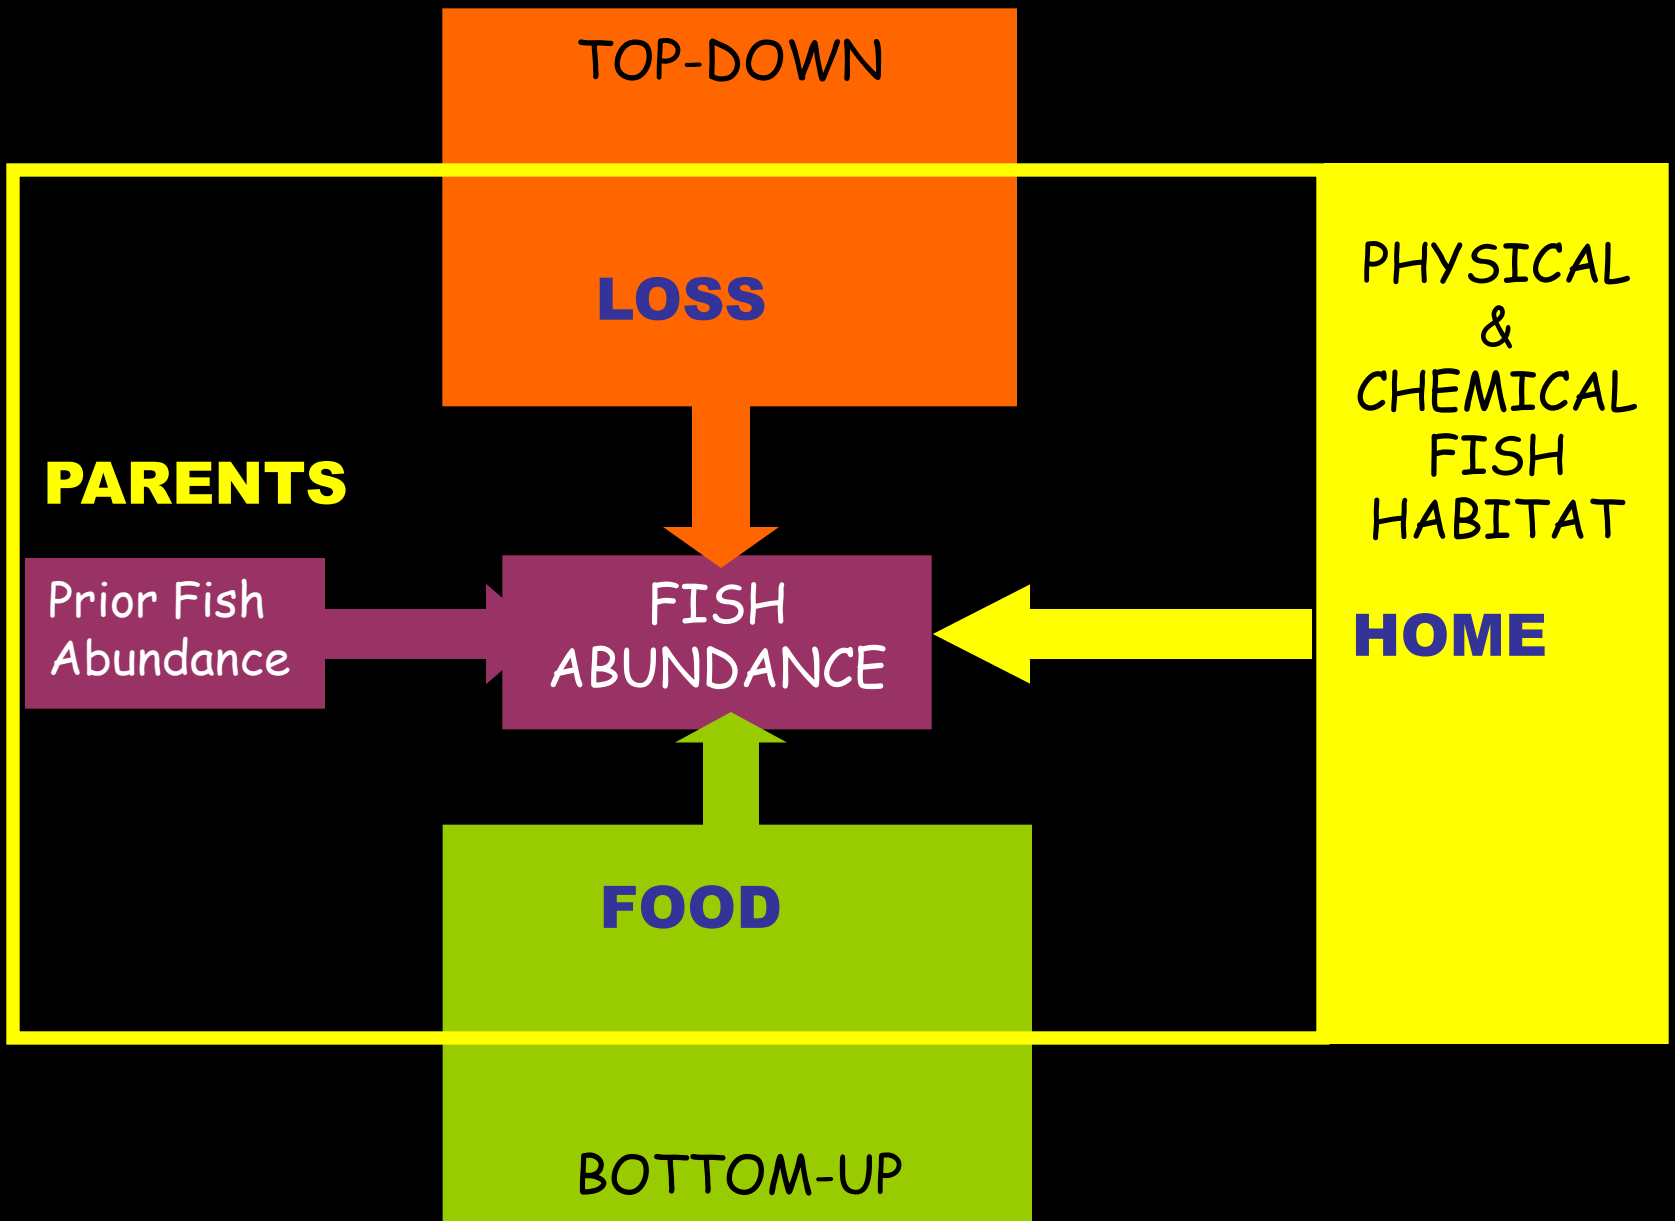 TOP-DOWN
LOSS
PHYSICAL
&
CHEMICAL
FISH
HABITAT
PARENTS
Prior Fish
Abundance
FISH
ABUNDANCE
HOME
FOOD
BOTTOM-UP